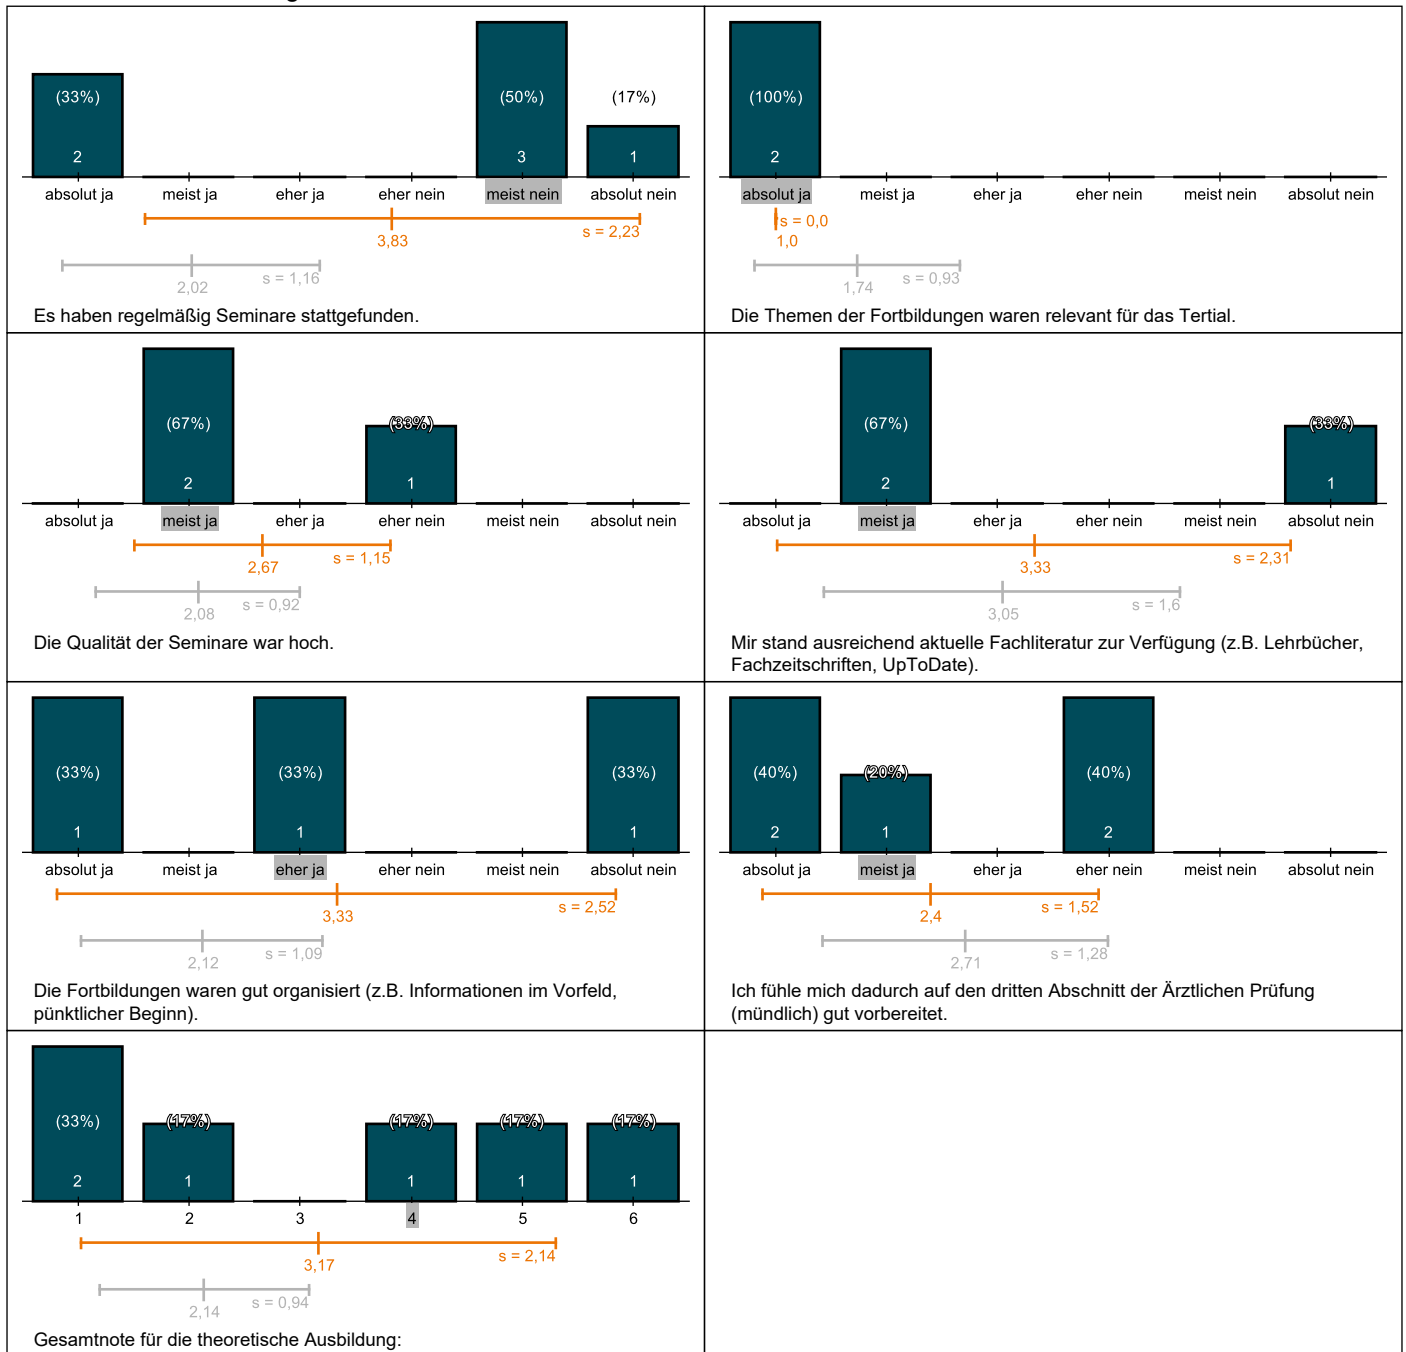 (33%) (50%) (17%)
2 3 1
absolut ja meist ja eher ja eher nein meist nein absolut nein
s = 2,23
3,83
s = 1,16
2,02
Es haben regelmäßig Seminare stattgefunden.
(100%)
2
absolut ja meist ja eher ja eher nein meist nein absolut nein
s = 0,0
1,0
s = 0,93
1,74
Die Themen der Fortbildungen waren relevant für das Tertial.
(67%) (33%)
2 1
absolut ja meist ja eher ja eher nein meist nein absolut nein
s = 1,15
2,67
s = 0,92
2,08
Die Qualität der Seminare war hoch.
(67%) (33%)
2 1
absolut ja meist ja eher ja eher nein meist nein absolut nein
s = 2,31
3,33
s = 1,6
3,05
Mir stand ausreichend aktuelle Fachliteratur zur Verfügung (z.B. Lehrbücher,
Fachzeitschriften, UpToDate).
(33%) (33%) (33%)
1 1 1
absolut ja meist ja eher ja eher nein meist nein absolut nein
s = 2,52
3,33
s = 1,09
2,12
Die Fortbildungen waren gut organisiert (z.B. Informationen im Vorfeld,
pünktlicher Beginn).
(40%) (20%) (40%)
2 1 2
absolut ja meist ja eher ja eher nein meist nein absolut nein
s = 1,52
2,4
s = 1,28
2,71
Ich fühle mich dadurch auf den dritten Abschnitt der Ärztlichen Prüfung
(mündlich) gut vorbereitet.
(33%) (17%) (17%) (17%) (17%)
2 1 1 1 1
1 2 3 4 5 6
s = 2,14
3,17
s = 0,94
2,14
Gesamtnote für die theoretische Ausbildung: